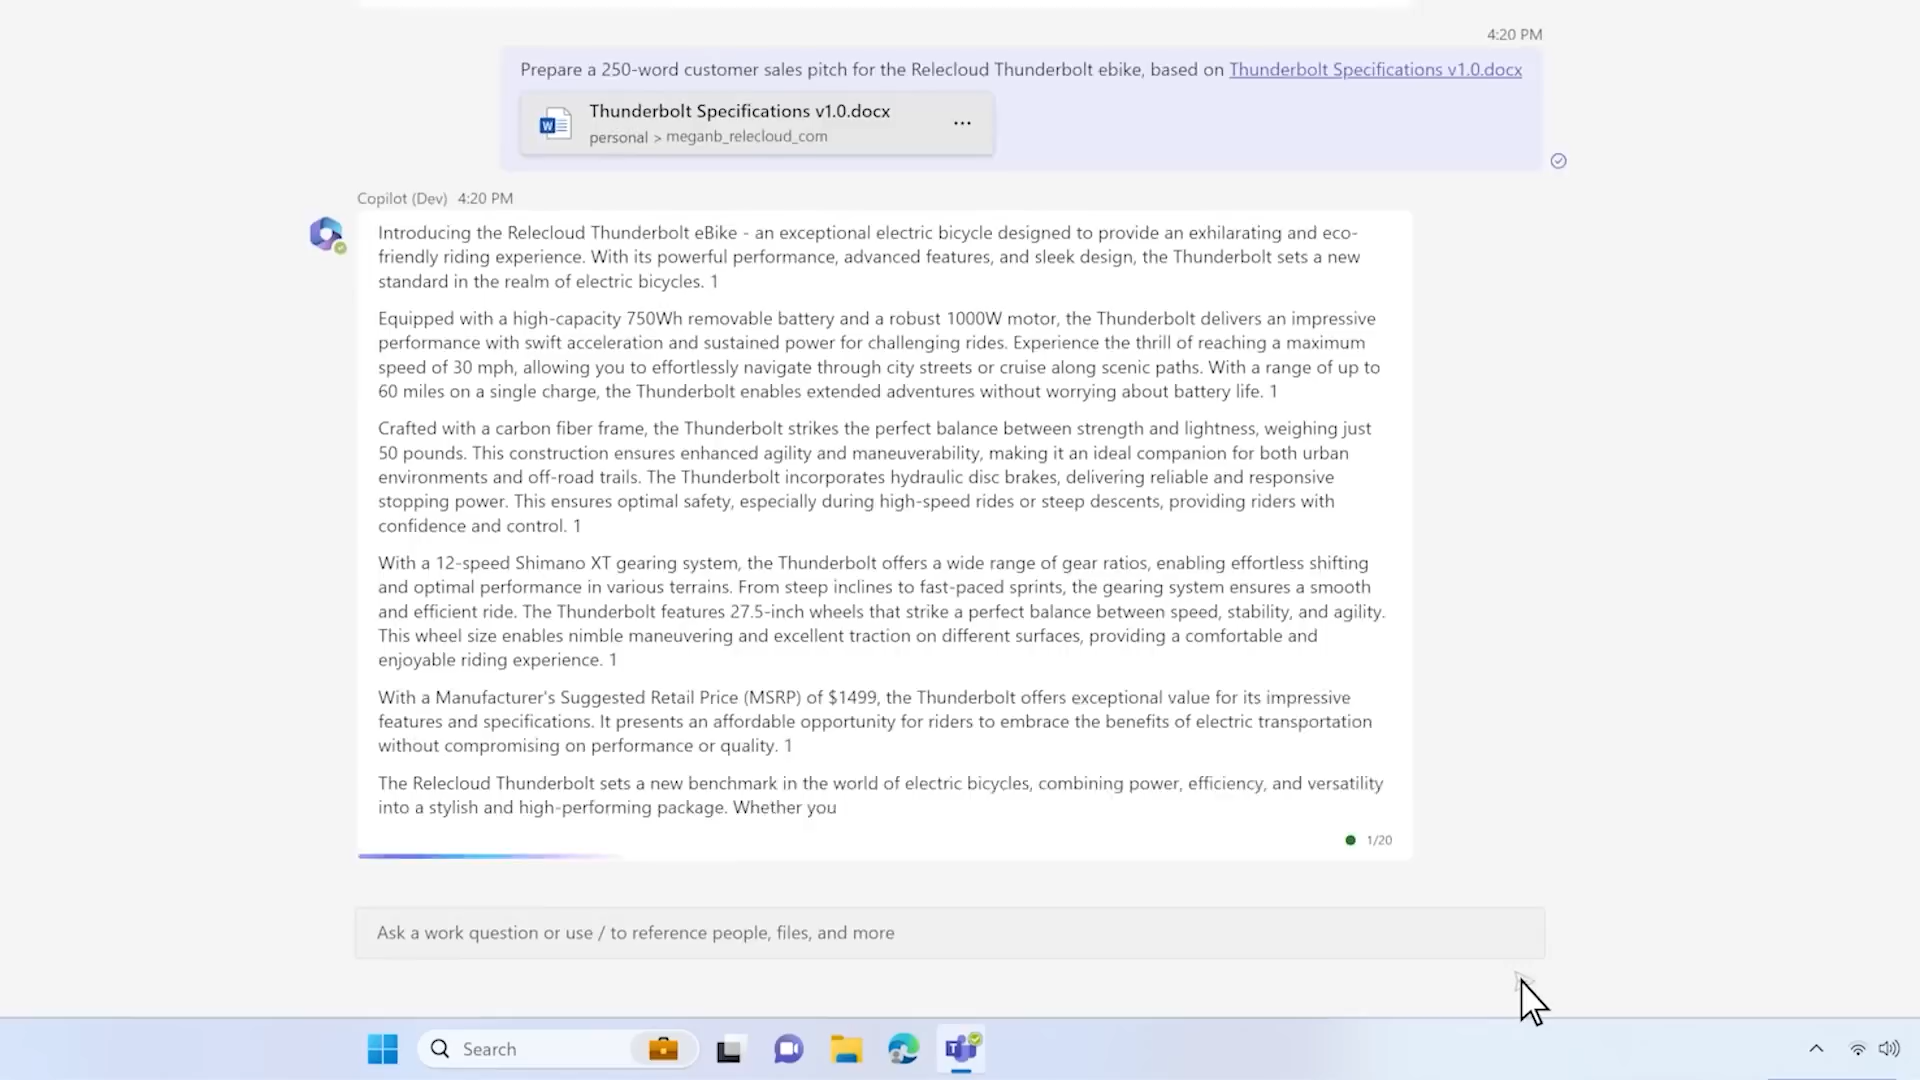 4:20 PM
Prepare a 250-word customer sales pitch for the Relecloud Thunderbolt ebike, based on Thunderbolt Specifications v1.0.docx
Thunderbolt Specifications v1.0.docx
personal > meganb_relecloud_com
Copilot (Dev) 4:20 PM
Introducing the Relecloud Thunderbolt eBike - an exceptional electric bicycle designed to provide an exhilarating and eco-
friendly riding experience. With its powerful performance, advanced features, and sleek design, the Thunderbolt sets a new
standard in the realm of electric bicycles. 1
Equipped with a high-capacity 750Wh removable battery and a robust 1000W motor, the Thunderbolt delivers an impressive
performance with swift acceleration and sustained power for challenging rides. Experience the thrill of reaching a maximum
speed of 30 mph, allowing you to effortlessly navigate through city streets or cruise along scenic paths. With a range of up to
60 miles on a single charge, the Thunderbolt enables extended adventures without worrying about battery life. 1
Crafted with a carbon fiber frame, the Thunderbolt strikes the perfect balance between strength and lightness, weighing just
50 pounds. This construction ensures enhanced agility and maneuverability, making it an ideal companion for both urban
environments and off-road trails. The Thunderbolt incorporates hydraulic disc brakes, delivering reliable and responsive
stopping power. This ensures optimal safety, especially during high-speed rides or steep descents, providing riders with
confidence and control. 1
With a 12-speed Shimano XT gearing system, the Thunderbolt offers a wide range of gear ratios, enabling effortless shifting
and optimal performance in various terrains. From steep inclines to fast-paced sprints, the gearing system ensures a smooth
and efficient ride. The Thunderbolt features 27.5-inch wheels that strike a perfect balance between speed, stability, and agility.
This wheel size enables nimble maneuvering and excellent traction on different surfaces, providing a comfortable and
enjoyable riding experience. 1
With a Manufacturer's Suggested Retail Price (MSRP) of $1499, the Thunderbolt offers exceptional value for its impressive
features and specifications. It presents an affordable opportunity for riders to embrace the benefits of electric transportation
without compromising on performance or quality. 1
The Relecloud Thunderbolt sets a new benchmark in the world of electric bicycles, combining power, efficiency, and versatility
into a stylish and high-performing package. Whether you
1/20
Ask a work question or use / to reference people, files, and more
Search